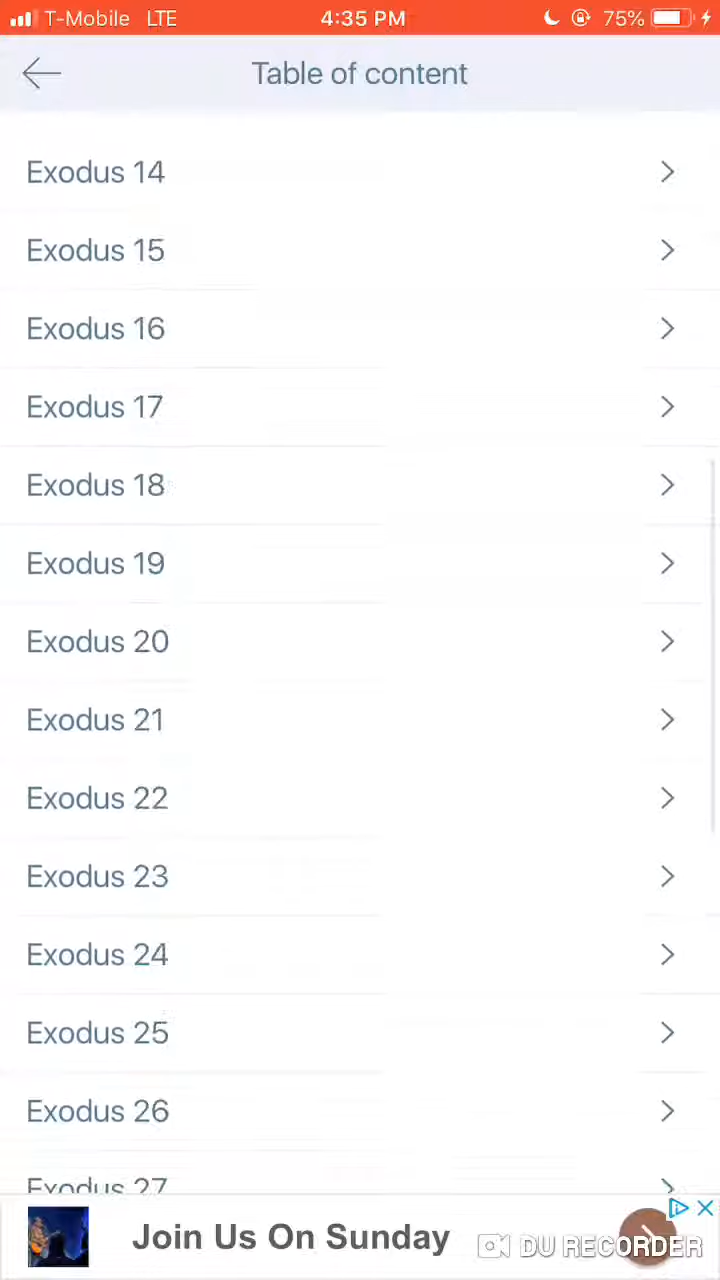 T-Mobile LTE 4:35 PM 75%
Table of content
Exodus 14
Exodus 15
Exodus 16
Exodus 17
Exodus 18
Exodus 19
Exodus 20
Exodus 21
Exodus 22
Exodus 23
Exodus 24
Exodus 25
Exodus 26
Exodus 27
Join Us On Sunday
DU RECORDER